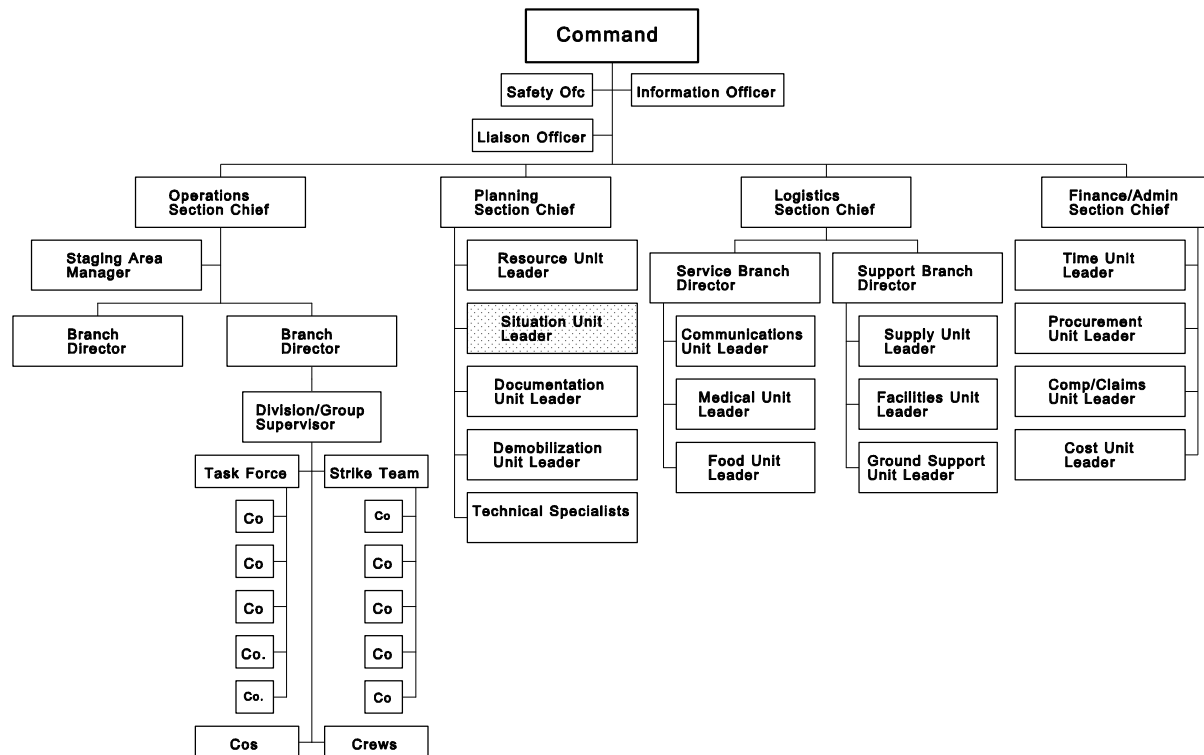 Command
Safety Ofc
Information Officer
Liaison Officer
Operations
Section Chief
Planning
Section Chief
Logistics
Section Chief
Finance/Admin
Section Chief
Staging Area
Manager
Branch
Director
Branch
Director
Division/Group
Supervisor
Task Force
Strike Team
Co
Co
Co
Co
Co
Co
Co.
Co
Co.
Co
Cos
Crews
Resource Unit
Leader
Situation Unit
Leader
Documentation
Unit Leader
Demobilization
Unit Leader
Technical Specialists
Service Branch
Director
Communications
Unit Leader
Medical Unit
Leader
Food Unit
Leader
Support Branch
Director
Supply Unit
Leader
Facilities Unit
Leader
Ground Support
Unit Leader
Time Unit
Leader
Procurement
Unit Leader
Comp/Claims
Unit Leader
Cost Unit
Leader